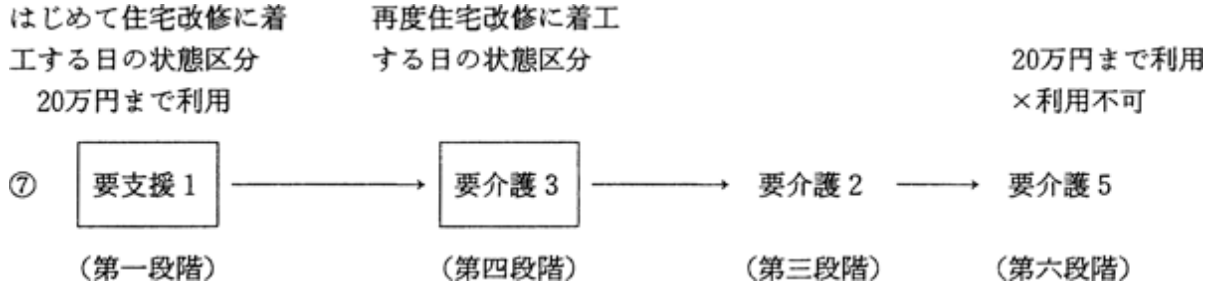 はじめて住宅改修に着　再度住宅改修に着工
工する日の状態区分　する日の状態区分　20万円まで利用
20万円まで利用　×利用不可
⑦　要支援1　→　要介護3　→　要介護2　→　要介護5
（第一段階）　（第四段階）　（第三段階）　（第六段階）